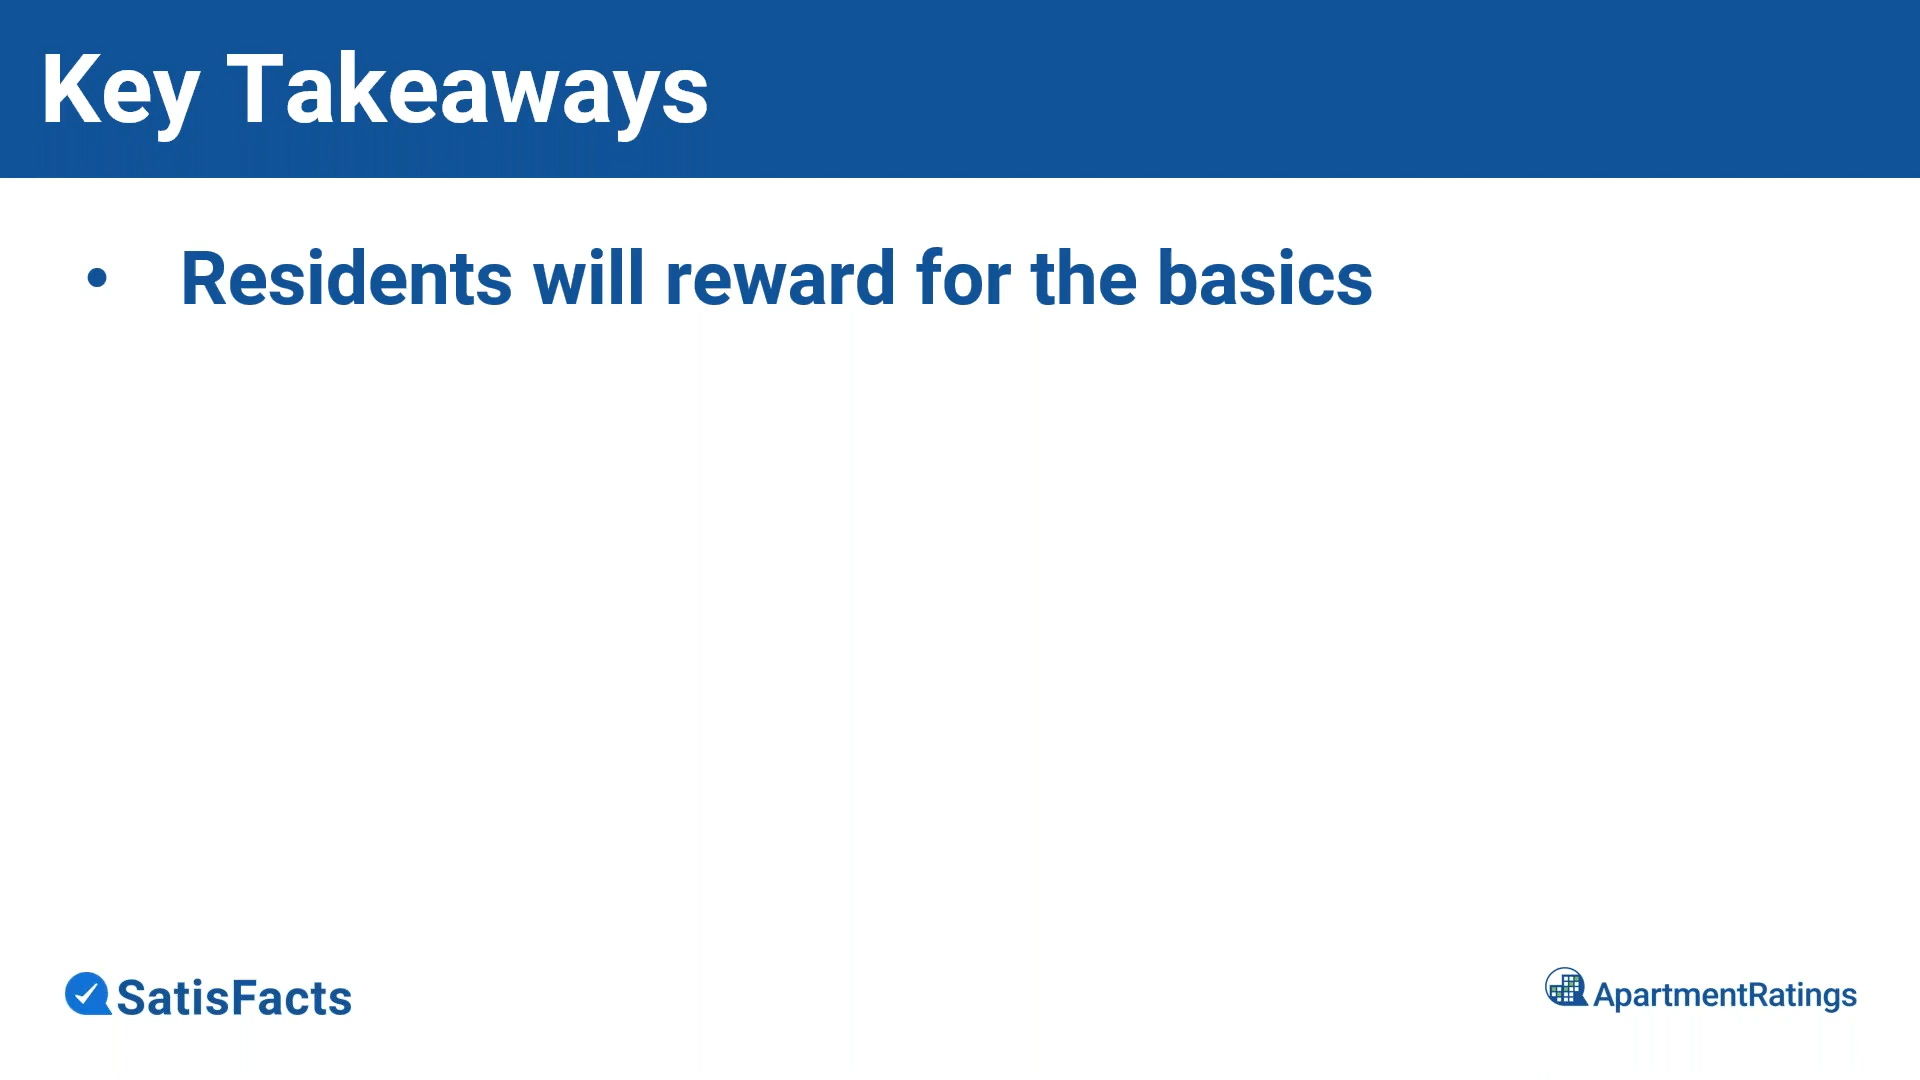 Key Takeaways
• Residents will reward for the basics
SatisFacts
ApartmentRatings